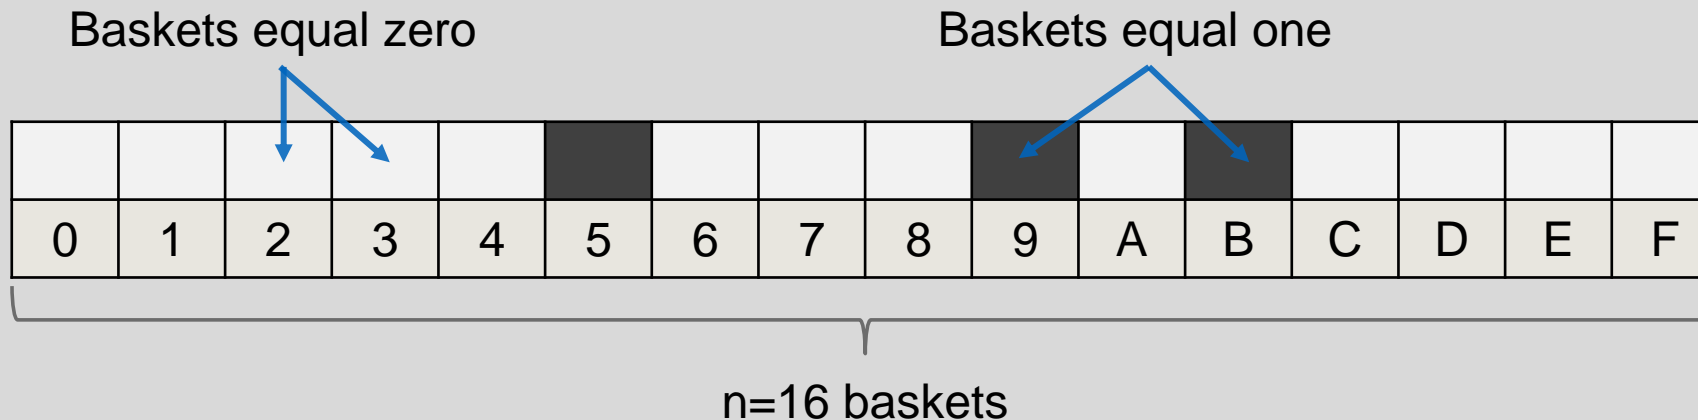 Baskets equal zero Baskets equal one
0 1 2 3 4 5 6 7 8 9 A B C D E F
n=16 baskets